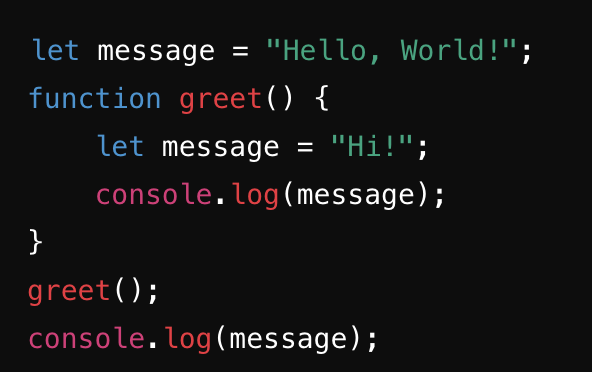 let message = "Hello, World!";
function greet() {
    let message = "Hi!";
    console.log(message);
}
greet();
console.log(message);